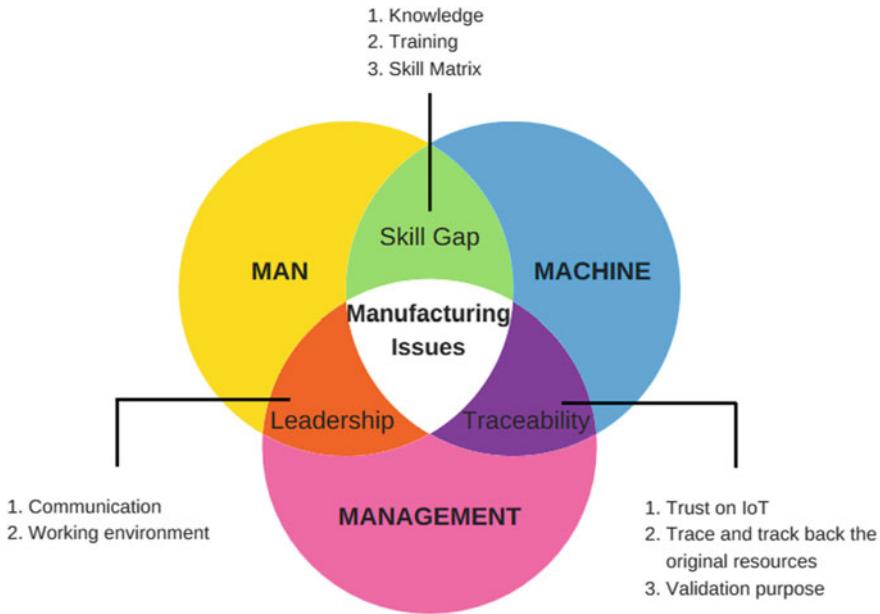 1. Knowledge
2. Training
3. Skill Matrix
Skill Gap
MAN
MACHINE
Manufacturing
Issues
Leadership
Traceability
MANAGEMENT
1. Communication
2. Working environment
1. Trust on IoT
2. Trace and track back the
original resources
3. Validation purpose